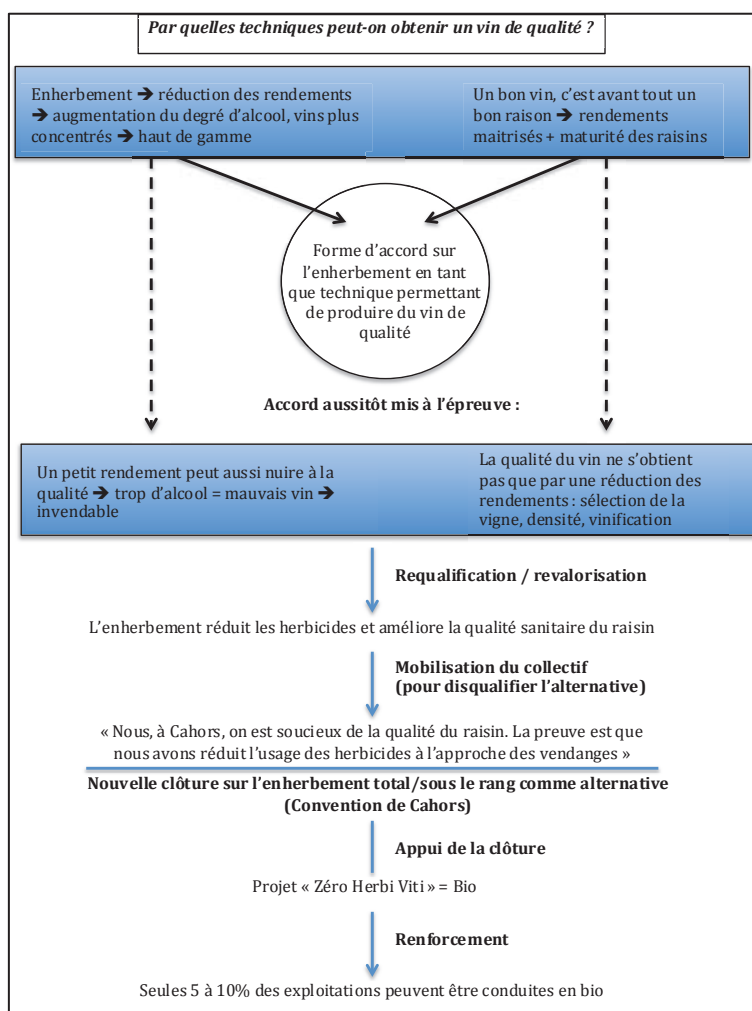 Par quelles techniques peut-on obtenir un vin de qualité ?
Enherbement ➔ réduction des rendements
➔ augmentation du degré d'alcool, vins plus
concentrés ➔ haut de gamme
Un bon vin, c'est avant tout un
bon raison ➔ rendements
maitrisés + maturité des raisins
Forme d'accord sur
l'enherbement en tant
que technique permettant
de produire du vin de
qualité
Accord aussitôt mis à l'épreuve :
Un petit rendement peut aussi nuire à la
qualité ➔ trop d'alcool = mauvais vin ➔
invendable
La qualité du vin ne s'obtient
pas que par une réduction des
rendements : sélection de la
vigne, densité, vinification
Requalification / revalorisation
L'enherbement réduit les herbicides et améliore la qualité sanitaire du raisin
Mobilisation du collectif
(pour disqualifier l'alternative)
« Nous, à Cahors, on est soucieux de la qualité du raisin. La preuve est que
nous avons réduit l'usage des herbicides à l'approche des vendanges »
Nouvelle clôture sur l'enherbement total/sous le rang comme alternative
(Convention de Cahors)
Appui de la clôture
Projet « Zéro Herbi Viti » = Bio
Renforcement
Seules 5 à 10% des exploitations peuvent être conduites en bio